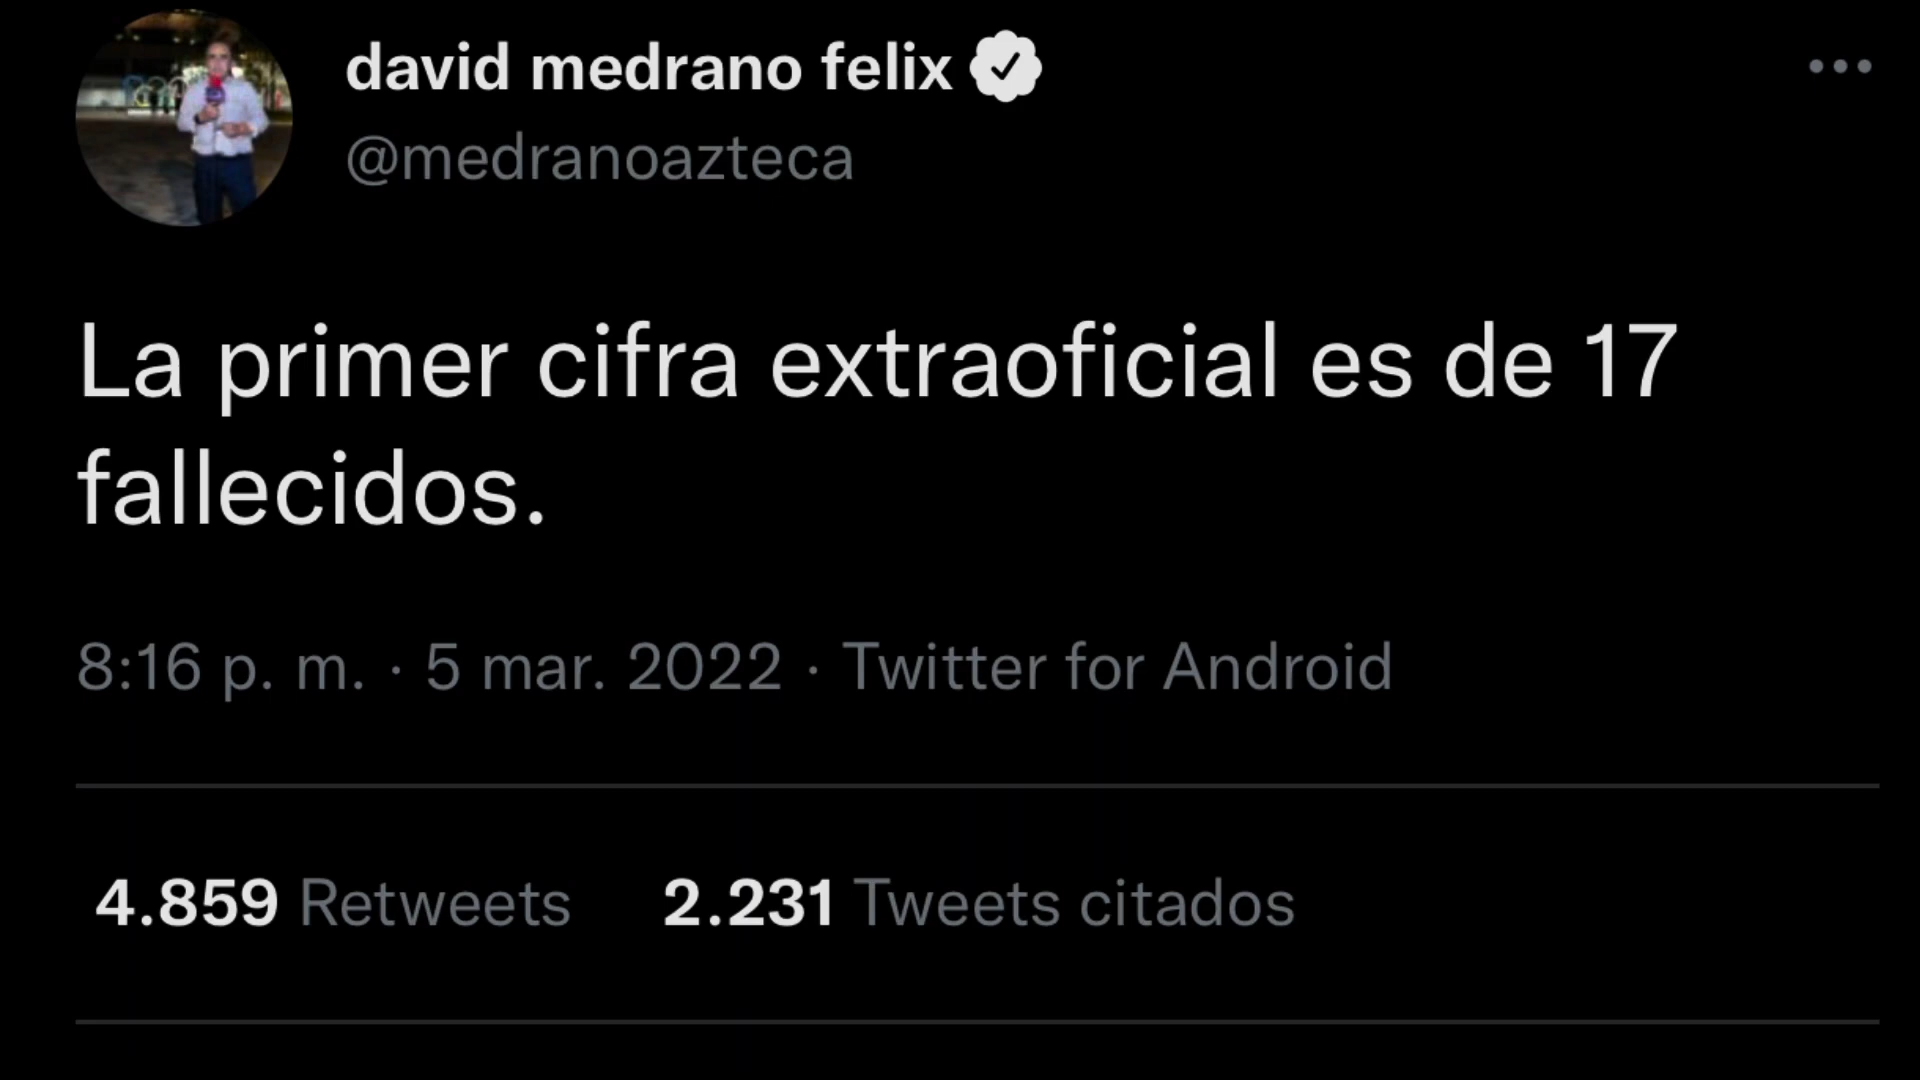 david medrano felix
@medranoazteca
La primer cifra extraoficial es de 17
fallecidos.
8:16 p. m. · 5 mar. 2022 · Twitter for Android
4.859 Retweets 2.231 Tweets citados